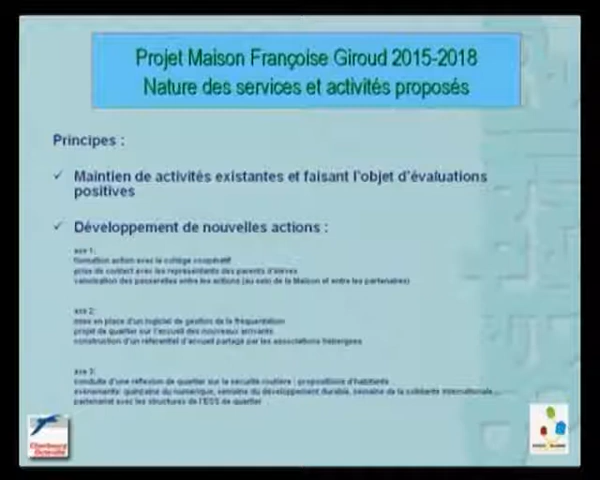 Projet Maison Françoise Giroud 2015-2018
Nature des services et activités proposés
Principes :
✓ Maintien de activités existantes et faisant l'objet d'évaluations
positives
✓ Développement de nouvelles actions :
axe 1:
formation action avec le collège coopératif
prise de contact avec les représentants des parents d'élèves
valorisation des passerelles entre les actions (au sein de la Maison et entre les partenaires)
axe 2:
mise en place d'un logiciel de gestion de la fréquentation
projet de quartier sur l'accueil des nouveaux arrivants
construction d'un référentiel d'accueil partagé par les associations hébergées
axe 3:
conduite d'une réflexion de quartier sur la sécurité routière : propositions d'habitants
événements: quinzaine du numérique, semaine du développement durable, semaine de la solidarité internationale...
partenariat avec les structures de l'ESS de quartier
Cherbourg
Octeville